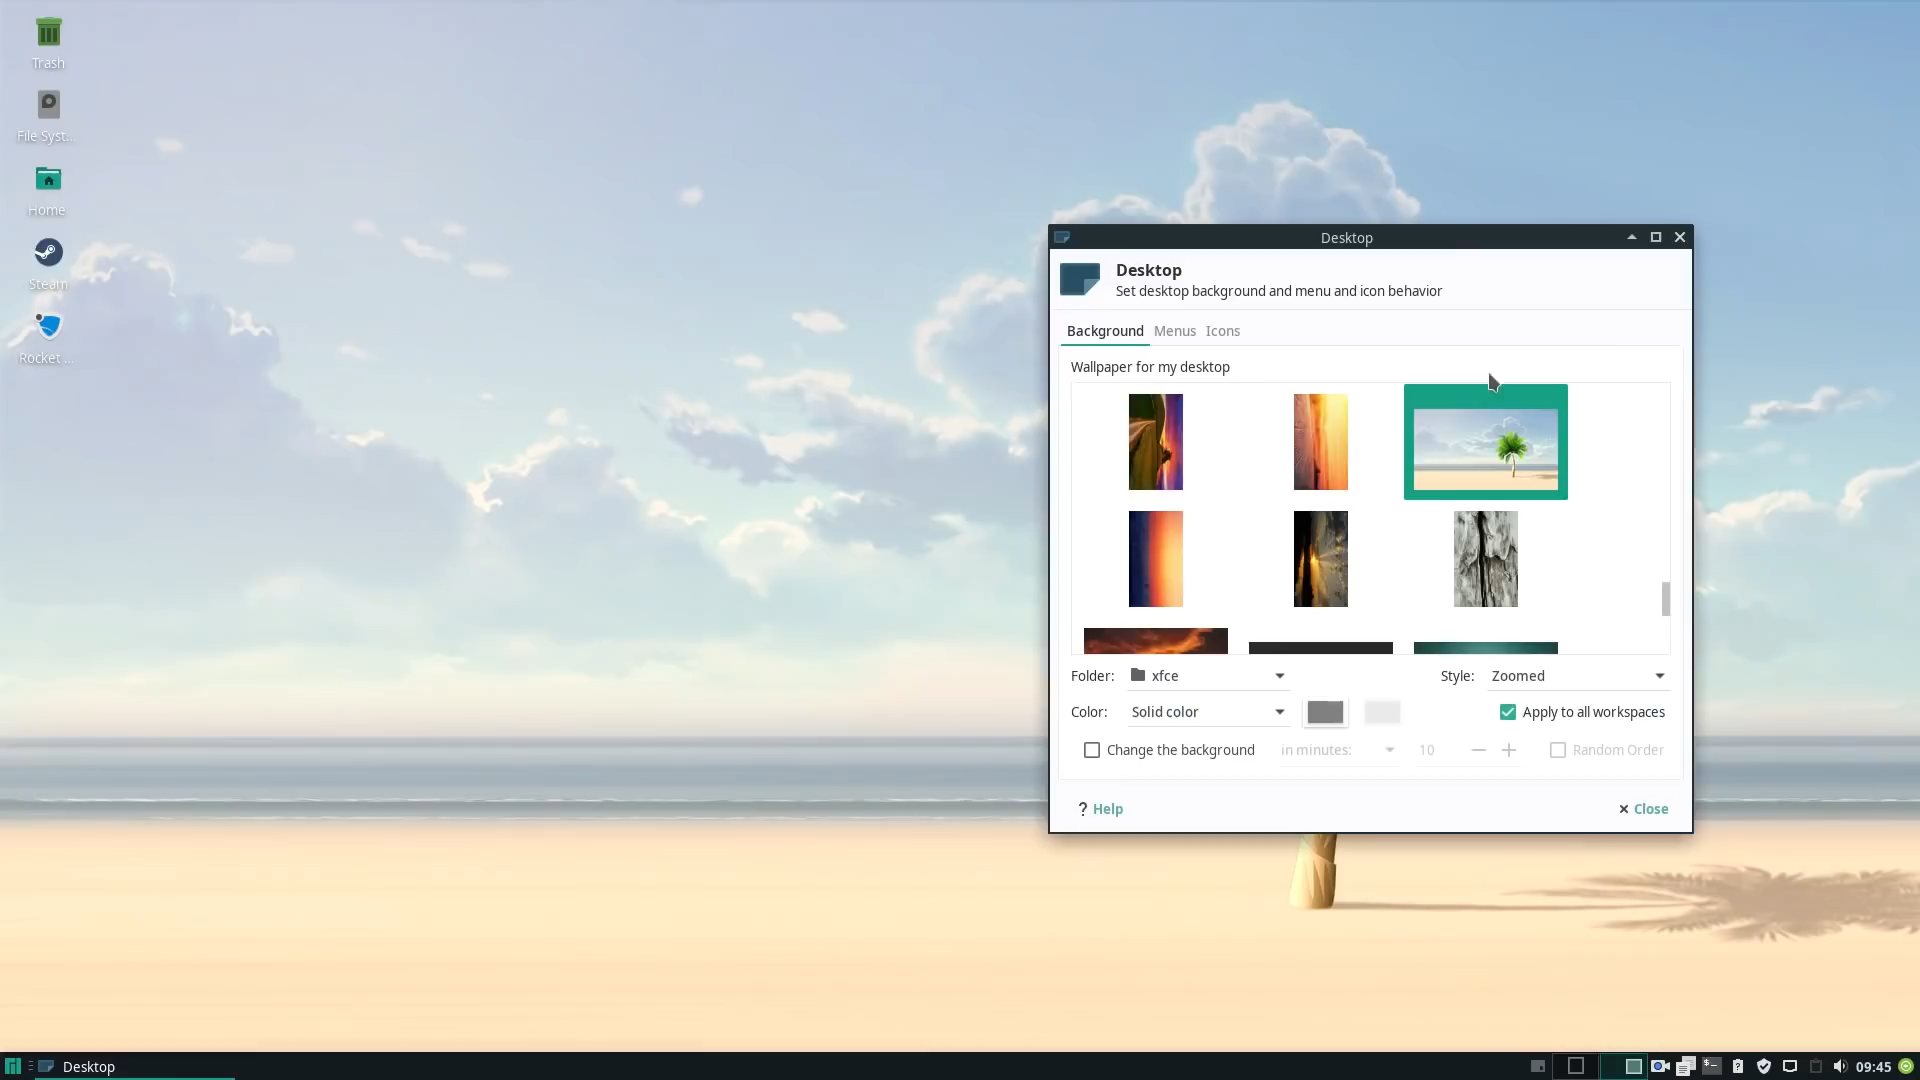 Trash
File Syst...
Home
Steam
Rocket ...
Desktop
Desktop
Set desktop background and menu and icon behavior
Background Menus Icons
Wallpaper for my desktop
Folder: xfce Style: Zoomed
Color: Solid color Apply to all workspaces
Change the background in minutes: 10 Random Order
? Help Close
Desktop 09:45